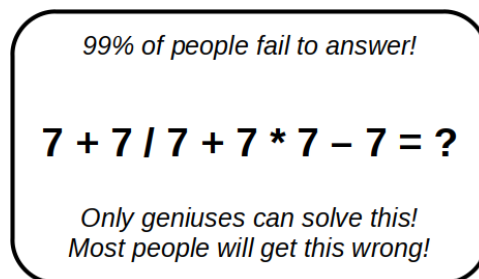 99% of people fail to answer!
7 + 7 / 7 + 7 * 7 – 7 = ?
Only geniuses can solve this!
Most people will get this wrong!